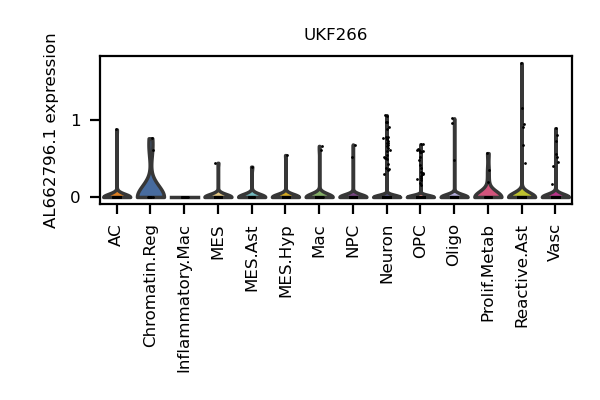 UKF266
AL662796.1 expression
1
0
AC
Chromatin.Reg
Inflammatory.Mac
MES
MES.Ast
MES.Hyp
Mac
NPC
Neuron
OPC
Oligo
Prolif.Metab
Reactive.Ast
Vasc